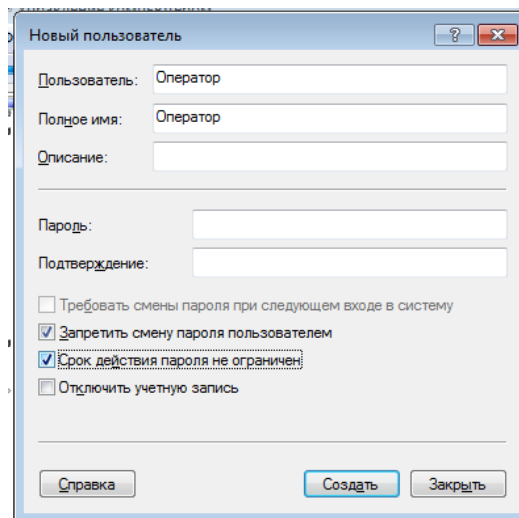 Новый пользователь
Пользователь: Оператор
Полное имя: Оператор
Описание:
Пароль:
Подтверждение:
Требовать смены пароля при следующем входе в систему
Запретить смену пароля пользователем
Срок действия пароля не ограничен
Отключить учетную запись
Справка Создать Закрыть